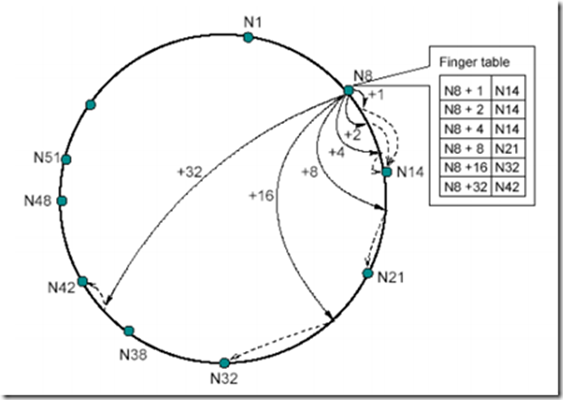 N1
N8
Finger table
N8 + 1 N14
N8 + 2 N14
N8 + 4 N14
N8 + 8 N21
N8 +16 N32
N8 +32 N42
+1
+2
+4
+8
+16
+32
N14
N51
N48
N21
N42
N38
N32